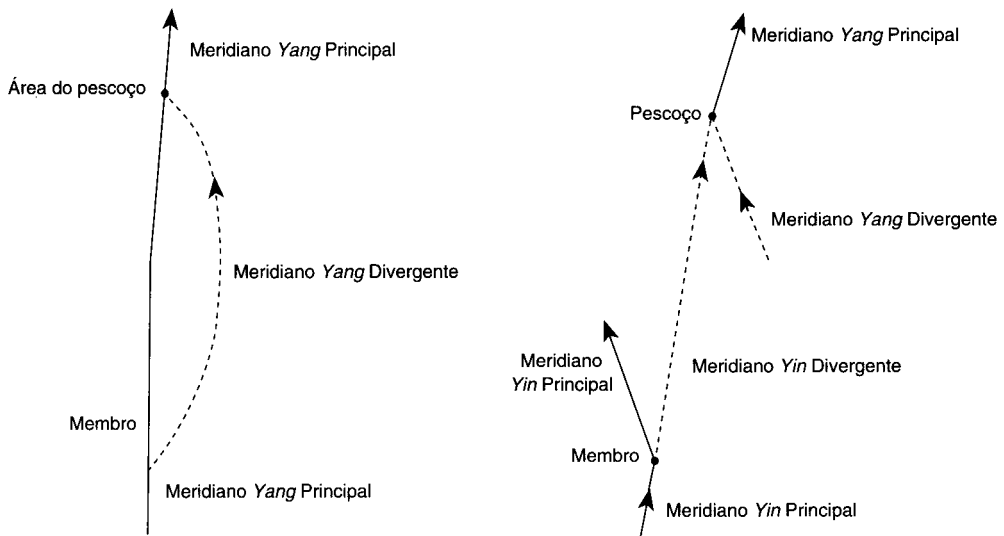 Meridiano Yang Principal
Área do pescoço
Meridiano Yang Divergente
Membro
Meridiano Yang Principal
Meridiano Yang Principal
Pescoço
Meridiano Yang Divergente
Meridiano
Yin Principal
Meridiano Yin Divergente
Membro
Meridiano Yin Principal